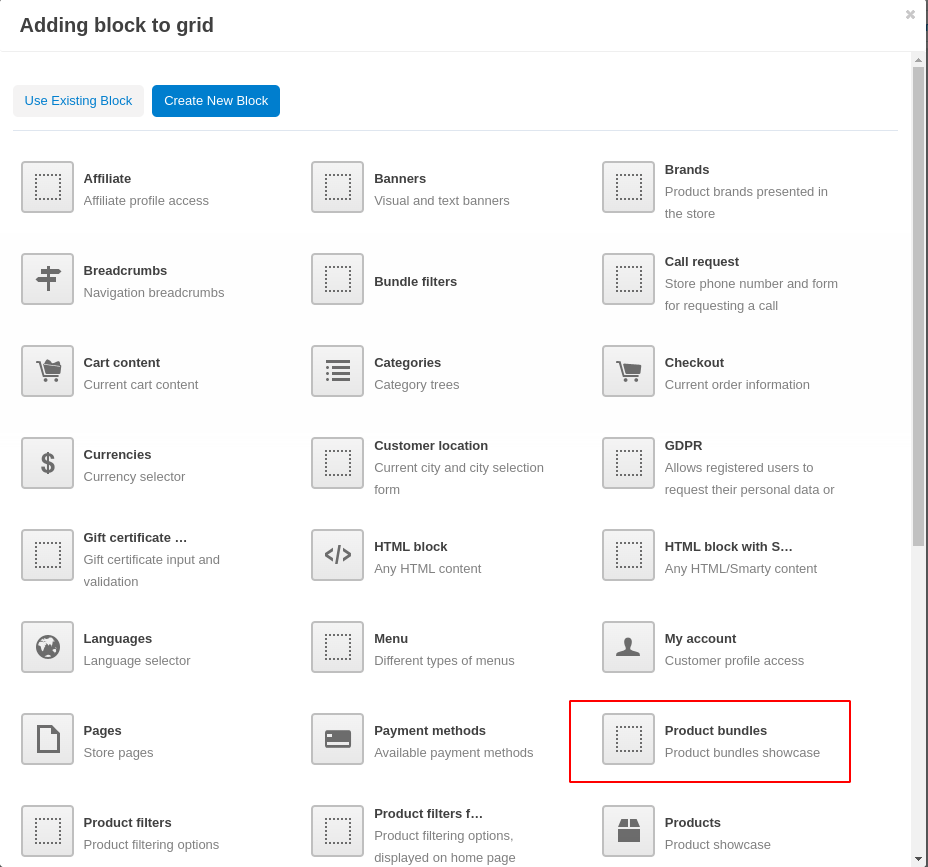 Adding block to grid
Use Existing Block
Create New Block
Affiliate
Affiliate profile access
Banners
Visual and text banners
Brands
Product brands presented in
the store
Breadcrumbs
Navigation breadcrumbs
Bundle filters
Call request
Store phone number and form
for requesting a call
Cart content
Current cart content
Categories
Category trees
Checkout
Current order information
Currencies
Currency selector
Customer location
Current city and city selection
form
GDPR
Allows registered users to
request their personal data or
Gift certificate ...
Gift certificate input and
validation
HTML block
Any HTML content
HTML block with S...
Any HTML/Smarty content
Languages
Language selector
Menu
Different types of menus
My account
Customer profile access
Pages
Store pages
Payment methods
Available payment methods
Product bundles
Product bundles showcase
Product filters
Product filtering options
Product filters f...
Product filtering options,
displayed on home page
Products
Product showcase